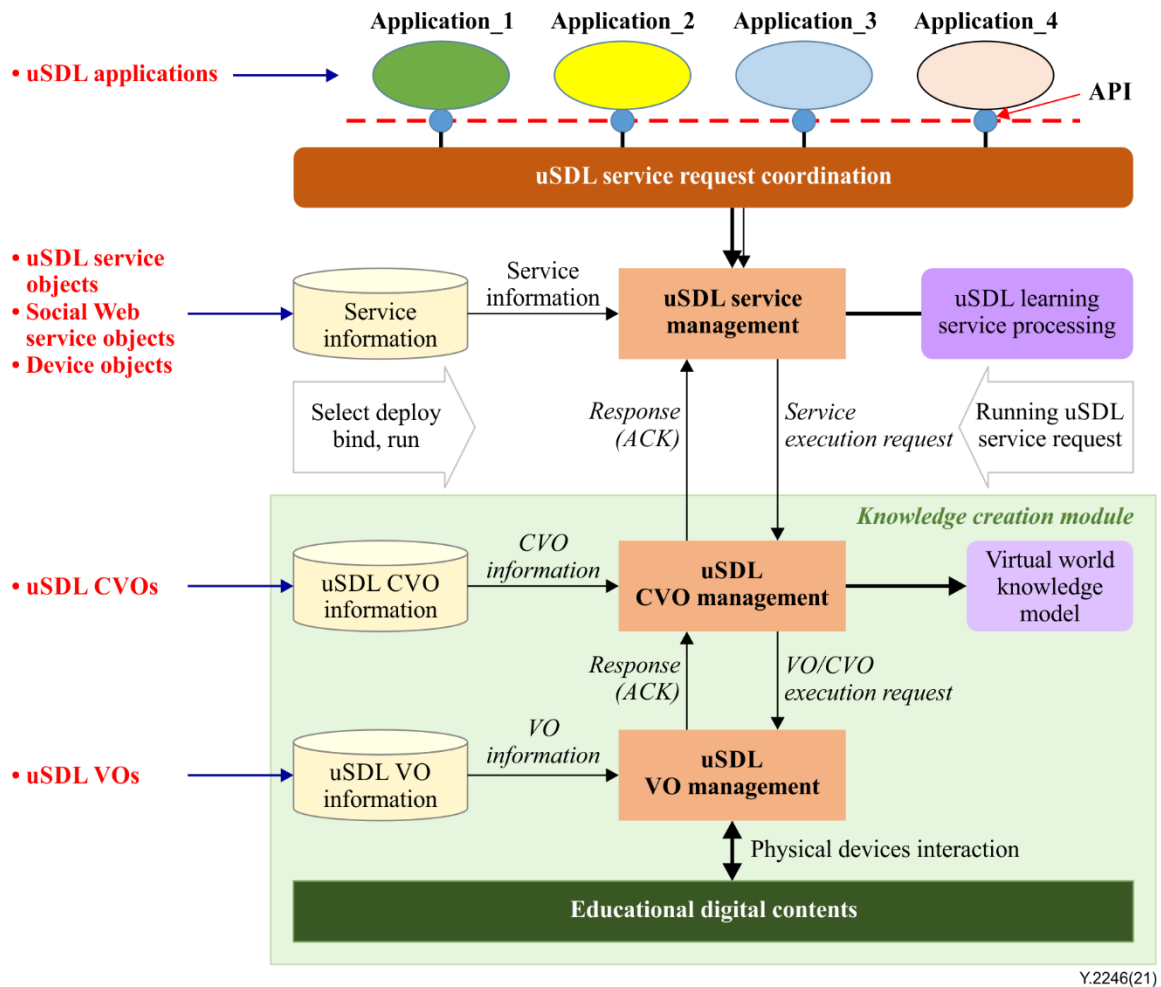 Application_1
Application_2
Application_3
Application_4
• uSDL applications
API
uSDL service request coordination
• uSDL service
objects
• Social Web
service objects
• Device objects
Service
information
Service
information
uSDL service
management
uSDL learning
service processing
Select deploy
bind, run
Response
(ACK)
Service
execution request
Running uSDL
service request
Knowledge creation module
• uSDL CVOs
uSDL CVO
information
CVO
information
uSDL
CVO management
Virtual world
knowledge
model
Response
(ACK)
VO/CVO
execution request
• uSDL VOs
uSDL VO
information
VO
information
uSDL
VO management
Physical devices interaction
Educational digital contents
Y.2246(21)